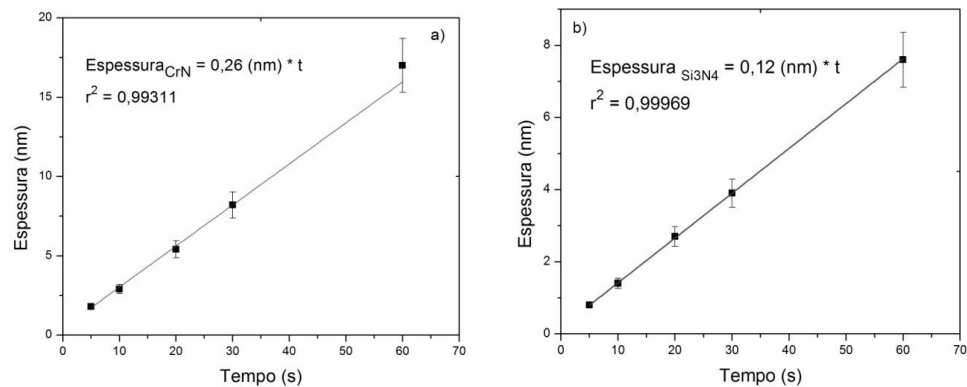 a)
Espessura CrN = 0,26 (nm) * t
r2 = 0,99311
Espessura (nm)
20
15
10
5
0
0 10 20 30 40 50 60 70
Tempo (s)
b)
Espessura Si3N4 = 0,12 (nm) * t
r2 = 0,99969
Espessura (nm)
8
6
4
2
0
0 10 20 30 40 50 60 70
Tempo (s)